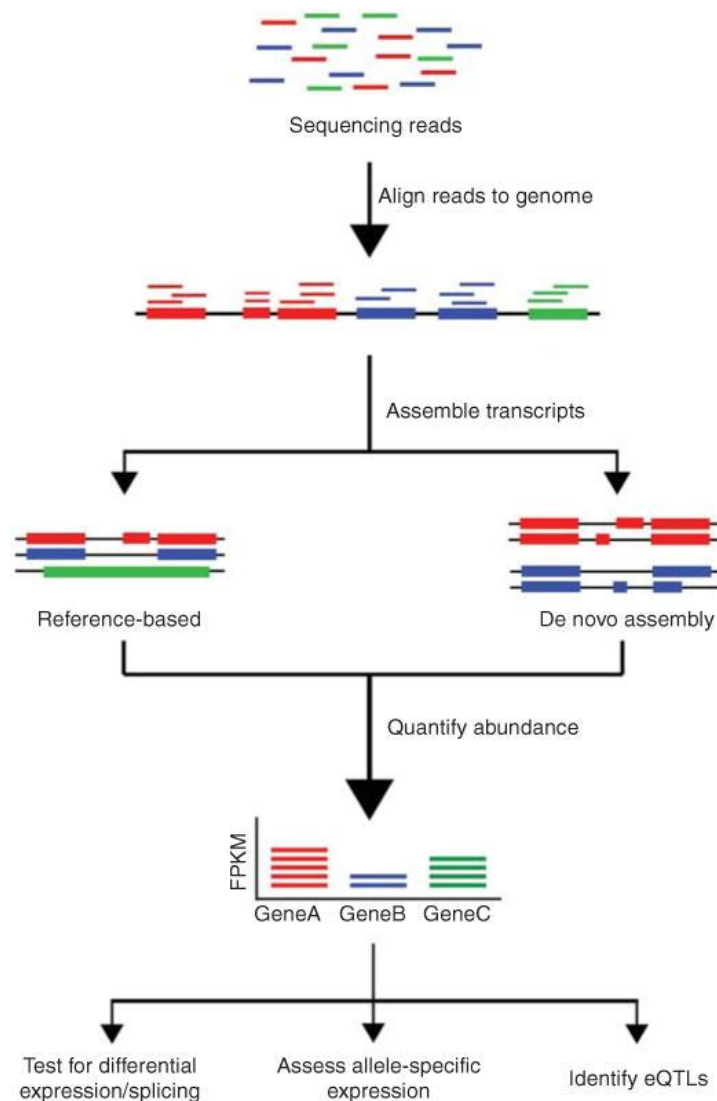 Sequencing reads
Align reads to genome
Assemble transcripts
Reference-based
De novo assembly
Quantify abundance
FPKM
GeneA GeneB GeneC
Test for differential
expression/splicing
Assess allele-specific
expression
Identify eQTLs